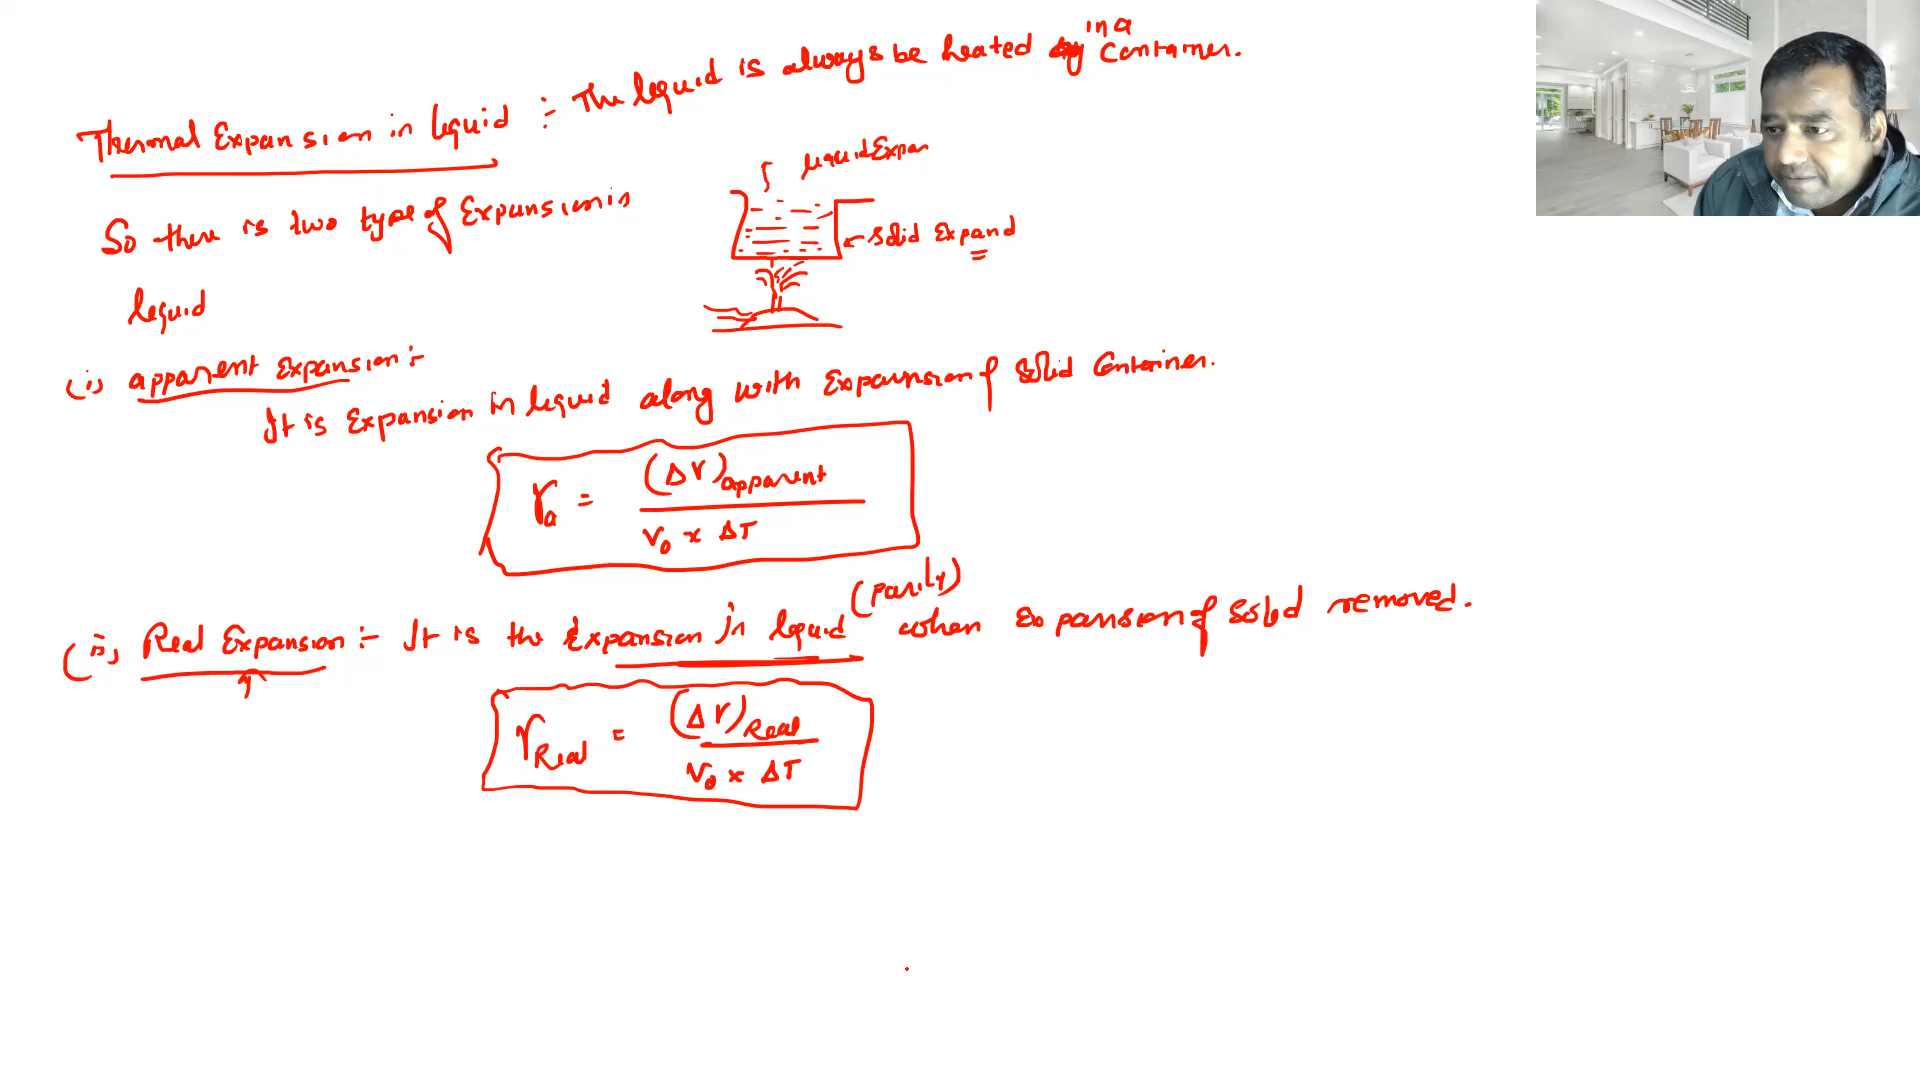 in a
Thermal Expansion in liquid :- The liquid is always be heated by container.
liquid Expan
So there is two type of Expansion in
solid Expand
liquid
(i) apparent Expansion :-
It is Expansion in liquid along with Expansion of solid container.
γa = (ΔV)apparent
V0 × ΔT
(ii) Real Expansion :- It is the Expansion in liquid (purily) when Expansion of solid removed.
γReal = (ΔV)Real
V0 × ΔT